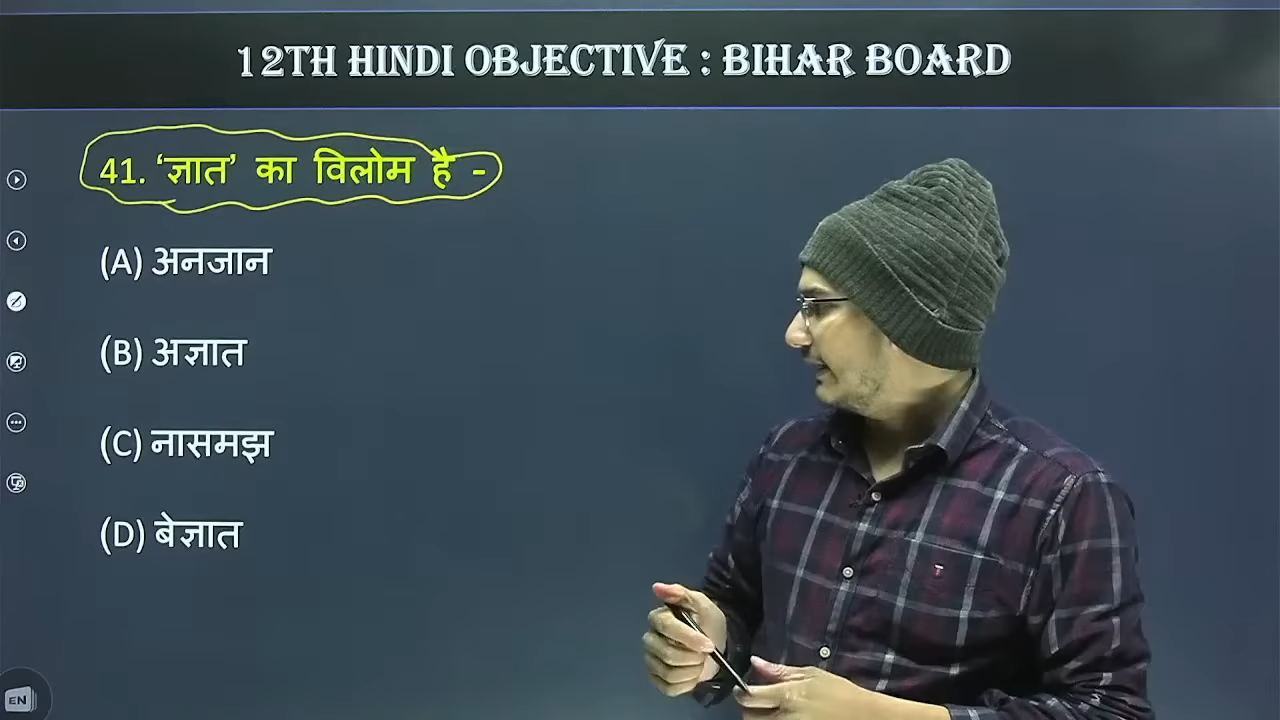 12TH HINDI OBJECTIVE : BIHAR BOARD
41. ‘ज्ञात’ का विलोम है -
(A) अनजान
(B) अज्ञात
(C) नासमझ
(D) बेज्ञात
EN